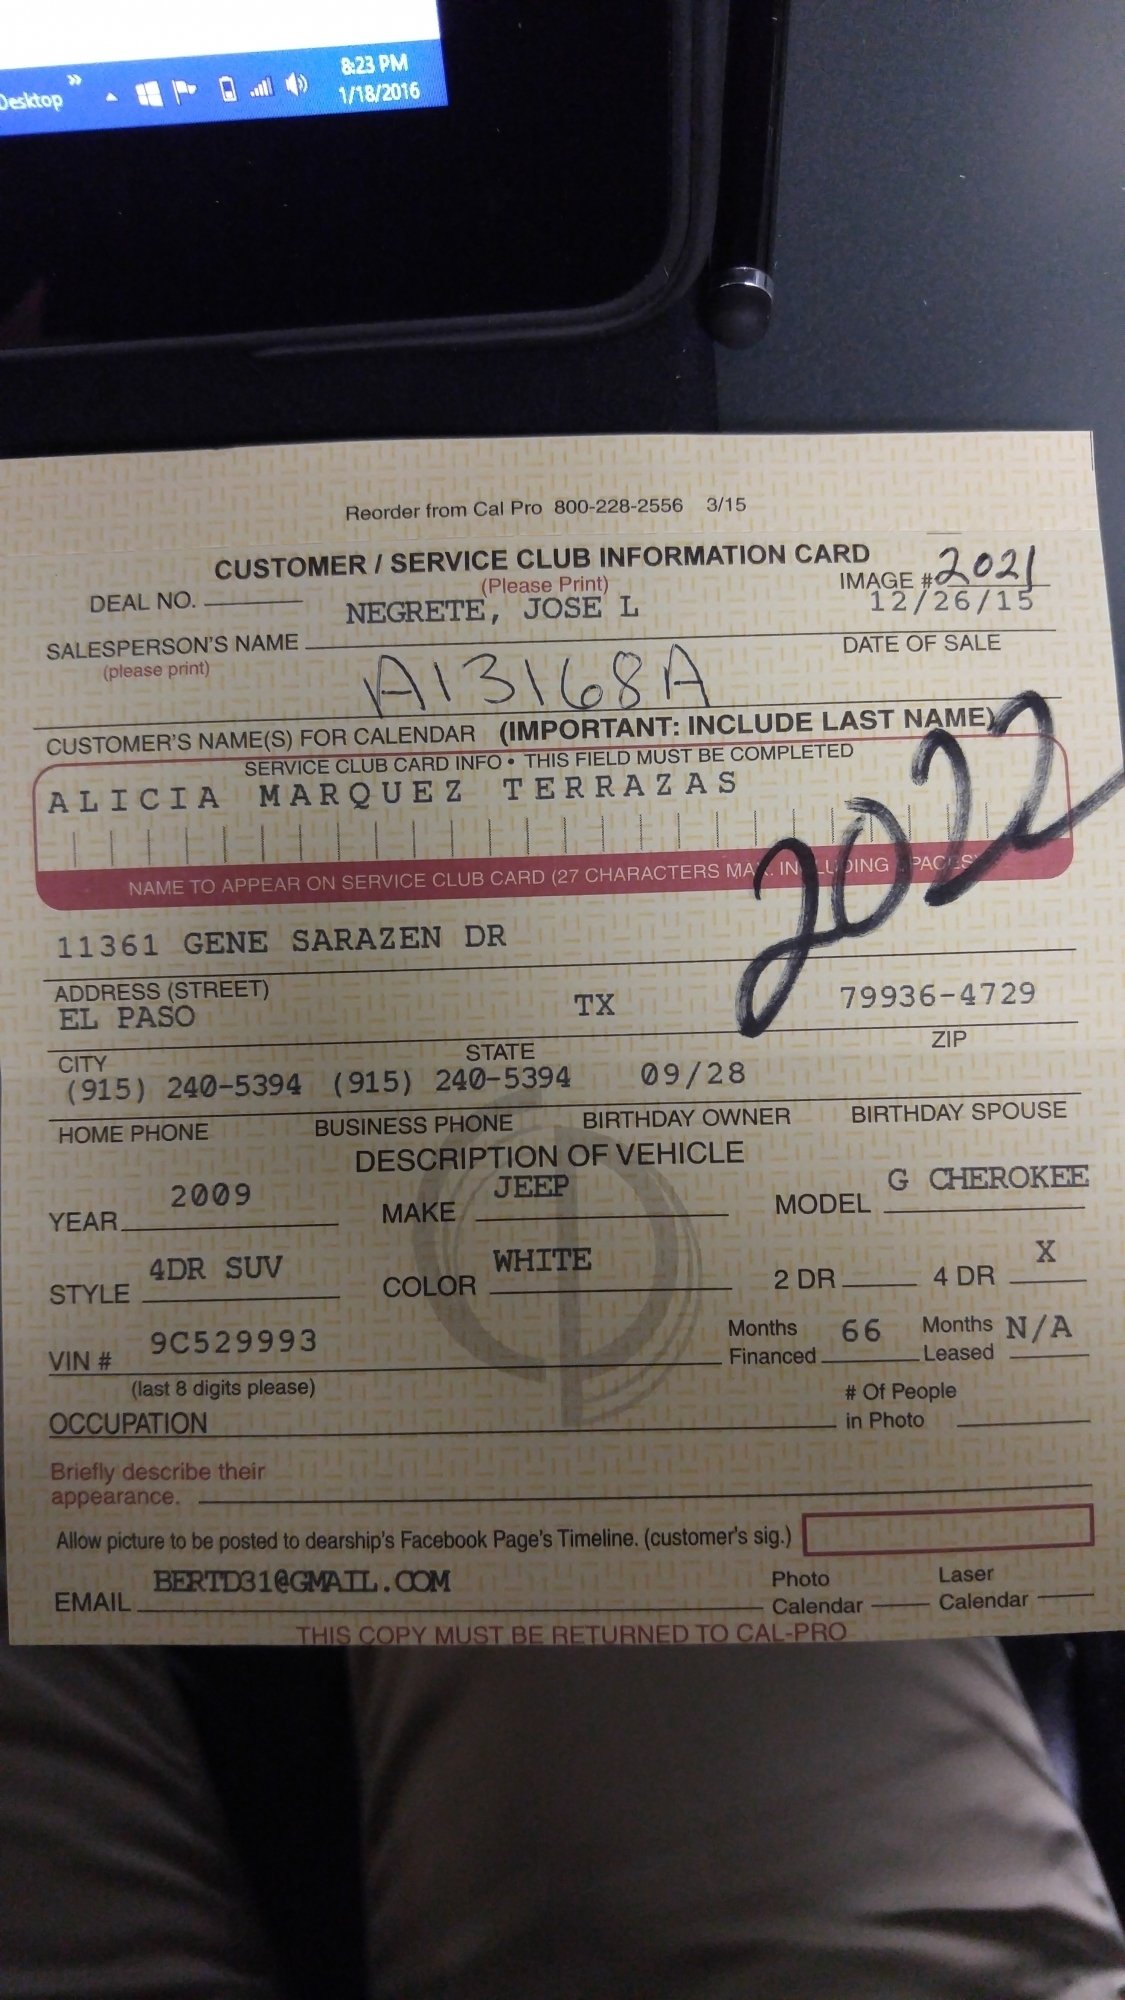 8:23 PM
Desktop »
1/18/2016
Reorder from Cal Pro 800-228-2556 3/15
CUSTOMER / SERVICE CLUB INFORMATION CARD
(Please Print)
IMAGE # 2021
DEAL NO.
NEGRETE, JOSE L
12/26/15
SALESPERSON'S NAME
DATE OF SALE
(please print)
A13168A
CUSTOMER'S NAME(S) FOR CALENDAR (IMPORTANT: INCLUDE LAST NAME)
SERVICE CLUB CARD INFO • THIS FIELD MUST BE COMPLETED
ALICIA MARQUEZ TERRAZAS
2022
NAME TO APPEAR ON SERVICE CLUB CARD (27 CHARACTERS MAX. INCLUDING SPACES)
11361 GENE SARAZEN DR
ADDRESS (STREET)
EL PASO TX 79936-4729
CITY STATE ZIP
(915) 240-5394 (915) 240-5394 09/28
HOME PHONE BUSINESS PHONE BIRTHDAY OWNER BIRTHDAY SPOUSE
DESCRIPTION OF VEHICLE
YEAR 2009 MAKE JEEP MODEL G CHEROKEE
STYLE 4DR SUV COLOR WHITE 2 DR 4 DR X
VIN # 9C529993 Months Financed 66 Months Leased N/A
(last 8 digits please)
OCCUPATION # Of People in Photo
Briefly describe their
appearance.
Allow picture to be posted to dearship's Facebook Page's Timeline. (customer's sig.)
EMAIL BERTD31@GMAIL.COM Photo Calendar Laser Calendar
THIS COPY MUST BE RETURNED TO CAL-PRO